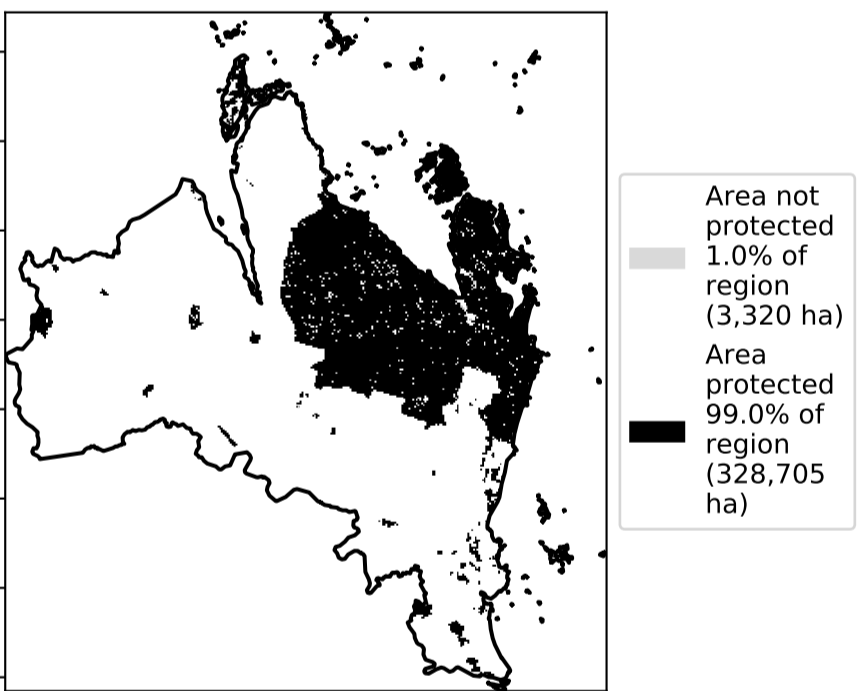 Area not
protected
1.0% of
region
(3,320 ha)
Area
protected
99.0% of
region
(328,705
ha)